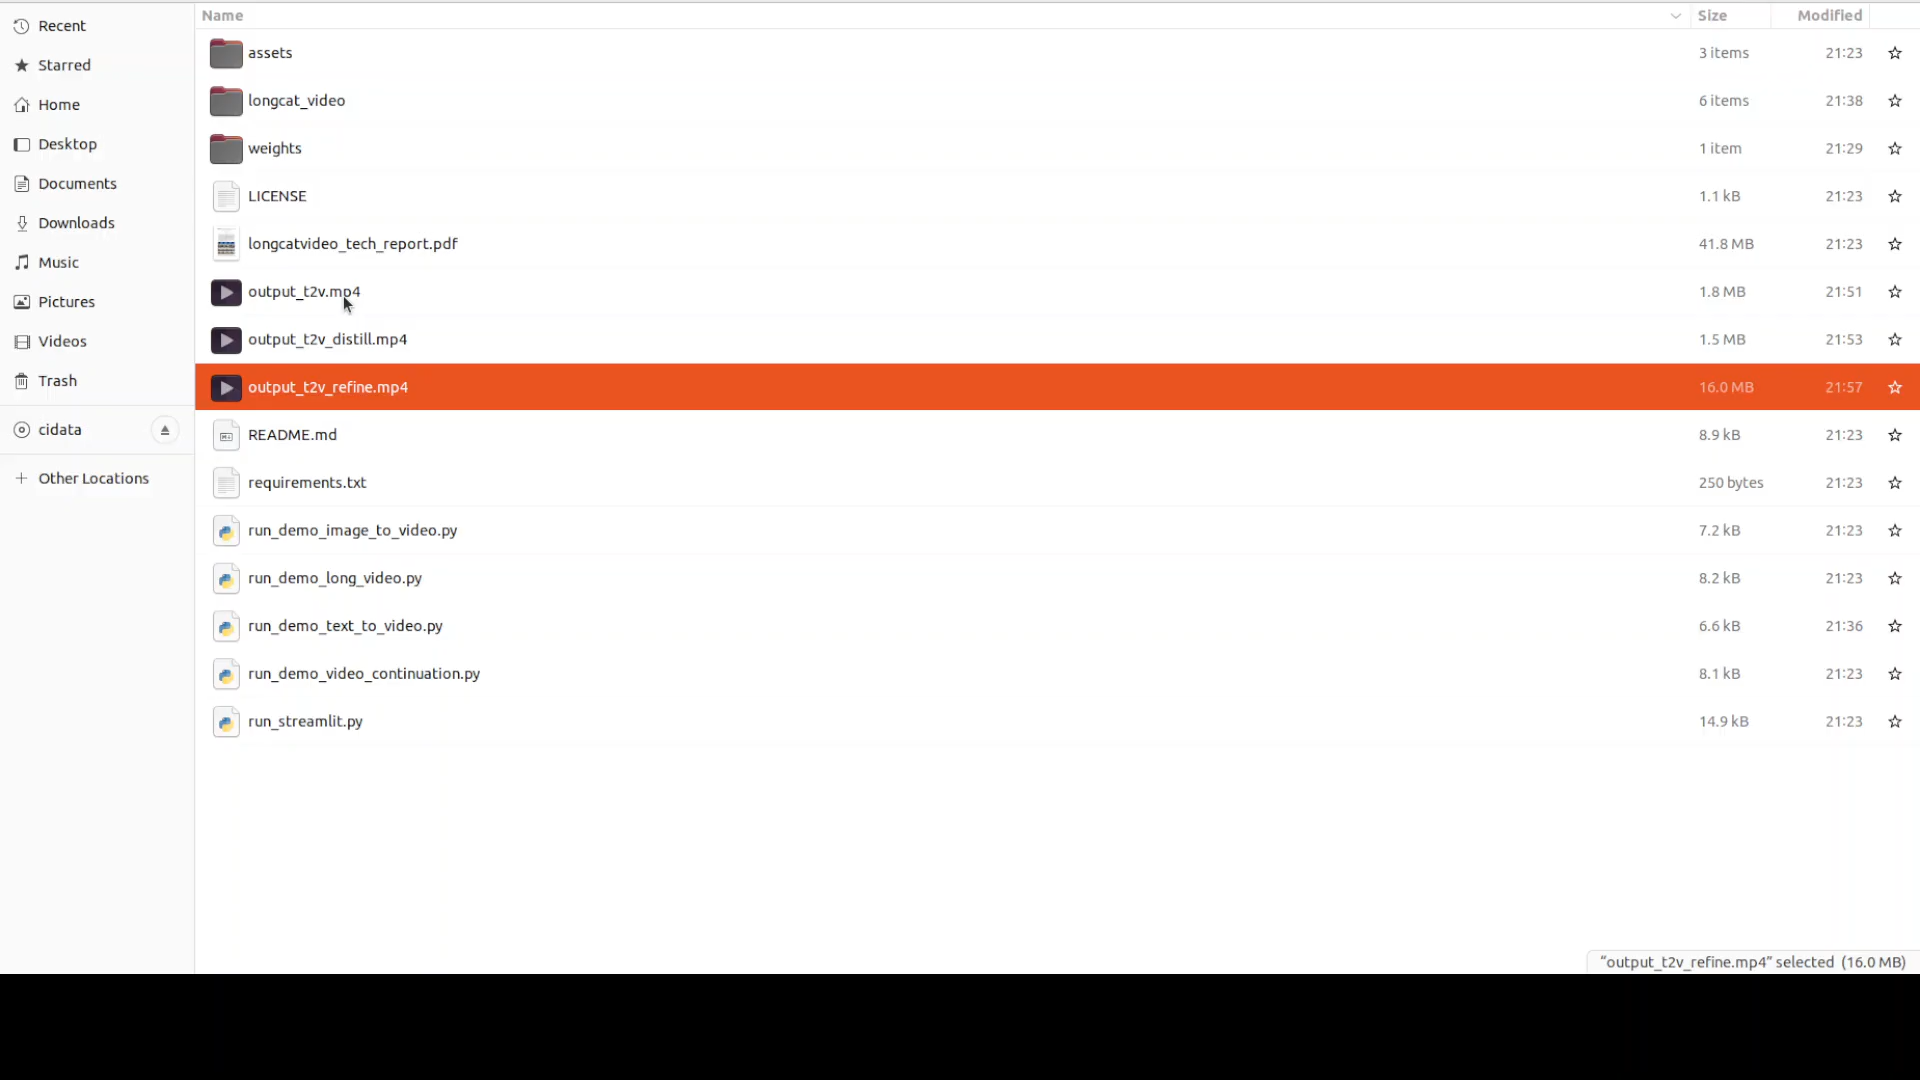 Recent
Starred
Home
Desktop
Documents
Downloads
Music
Pictures
Videos
Trash
cidata
Other Locations
Name Size Modified
assets 3 items 21:23
longcat_video 6 items 21:38
weights 1 item 21:29
LICENSE 1.1 kB 21:23
longcatvideo_tech_report.pdf 41.8 MB 21:23
output_t2v.mp4 1.8 MB 21:51
output_t2v_distill.mp4 1.5 MB 21:53
output_t2v_refine.mp4 16.0 MB 21:57
README.md 8.9 kB 21:23
requirements.txt 250 bytes 21:23
run_demo_image_to_video.py 7.2 kB 21:23
run_demo_long_video.py 8.2 kB 21:23
run_demo_text_to_video.py 6.6 kB 21:36
run_demo_video_continuation.py 8.1 kB 21:23
run_streamlit.py 14.9 kB 21:23
“output_t2v_refine.mp4” selected (16.0 MB)